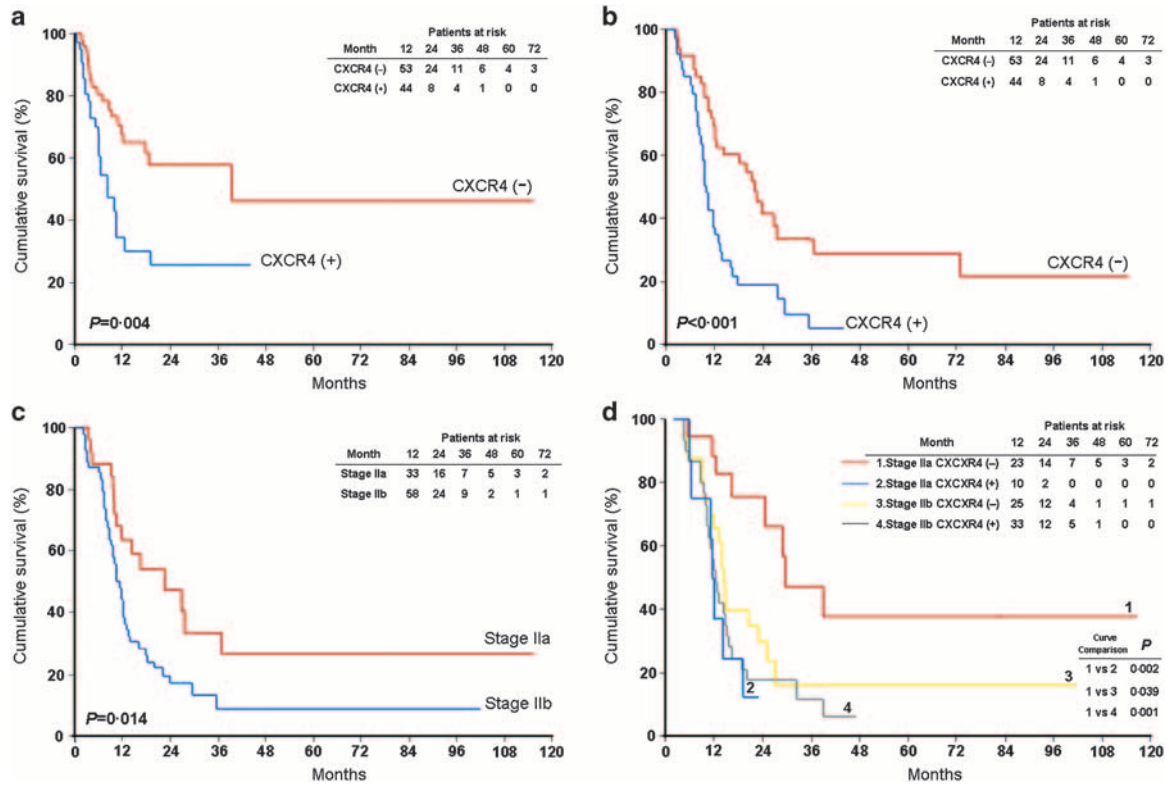 a
Cumulative survival (%)
100
80
60
40
20
0
Patients at risk
Month 12 24 36 48 60 72
CXCR4 (–) 53 24 11 6 4 3
CXCR4 (+) 44 8 4 1 0 0
CXCR4 (–)
CXCR4 (+)
P=0·004
0 12 24 36 48 60 72 84 96 108 120
Months
b
Cumulative survival (%)
100
80
60
40
20
0
Patients at risk
Month 12 24 36 48 60 72
CXCR4 (–) 53 24 11 6 4 3
CXCR4 (+) 44 8 4 1 0 0
CXCR4 (–)
CXCR4 (+)
P<0·001
0 12 24 36 48 60 72 84 96 108 120
Months
c
Cumulative survival (%)
100
80
60
40
20
0
Patients at risk
Month 12 24 36 48 60 72
Stage IIa 33 16 7 5 3 2
Stage IIb 58 24 9 2 1 1
Stage IIa
Stage IIb
P=0·014
0 12 24 36 48 60 72 84 96 108 120
Months
d
Cumulative survival (%)
100
80
60
40
20
0
Patients at risk
Month 12 24 36 48 60 72
1.Stage IIa CXCXR4 (–) 23 14 7 5 3 2
2.Stage IIa CXCXR4 (+) 10 2 0 0 0 0
3.Stage IIb CXCXR4 (–) 25 12 4 1 1 1
4.Stage IIb CXCXR4 (+) 33 12 5 1 0 0
1
2
3
4
Curve
Comparison P
1 vs 2 0·002
1 vs 3 0·039
1 vs 4 0·001
0 12 24 36 48 60 72 84 96 108 120
Months